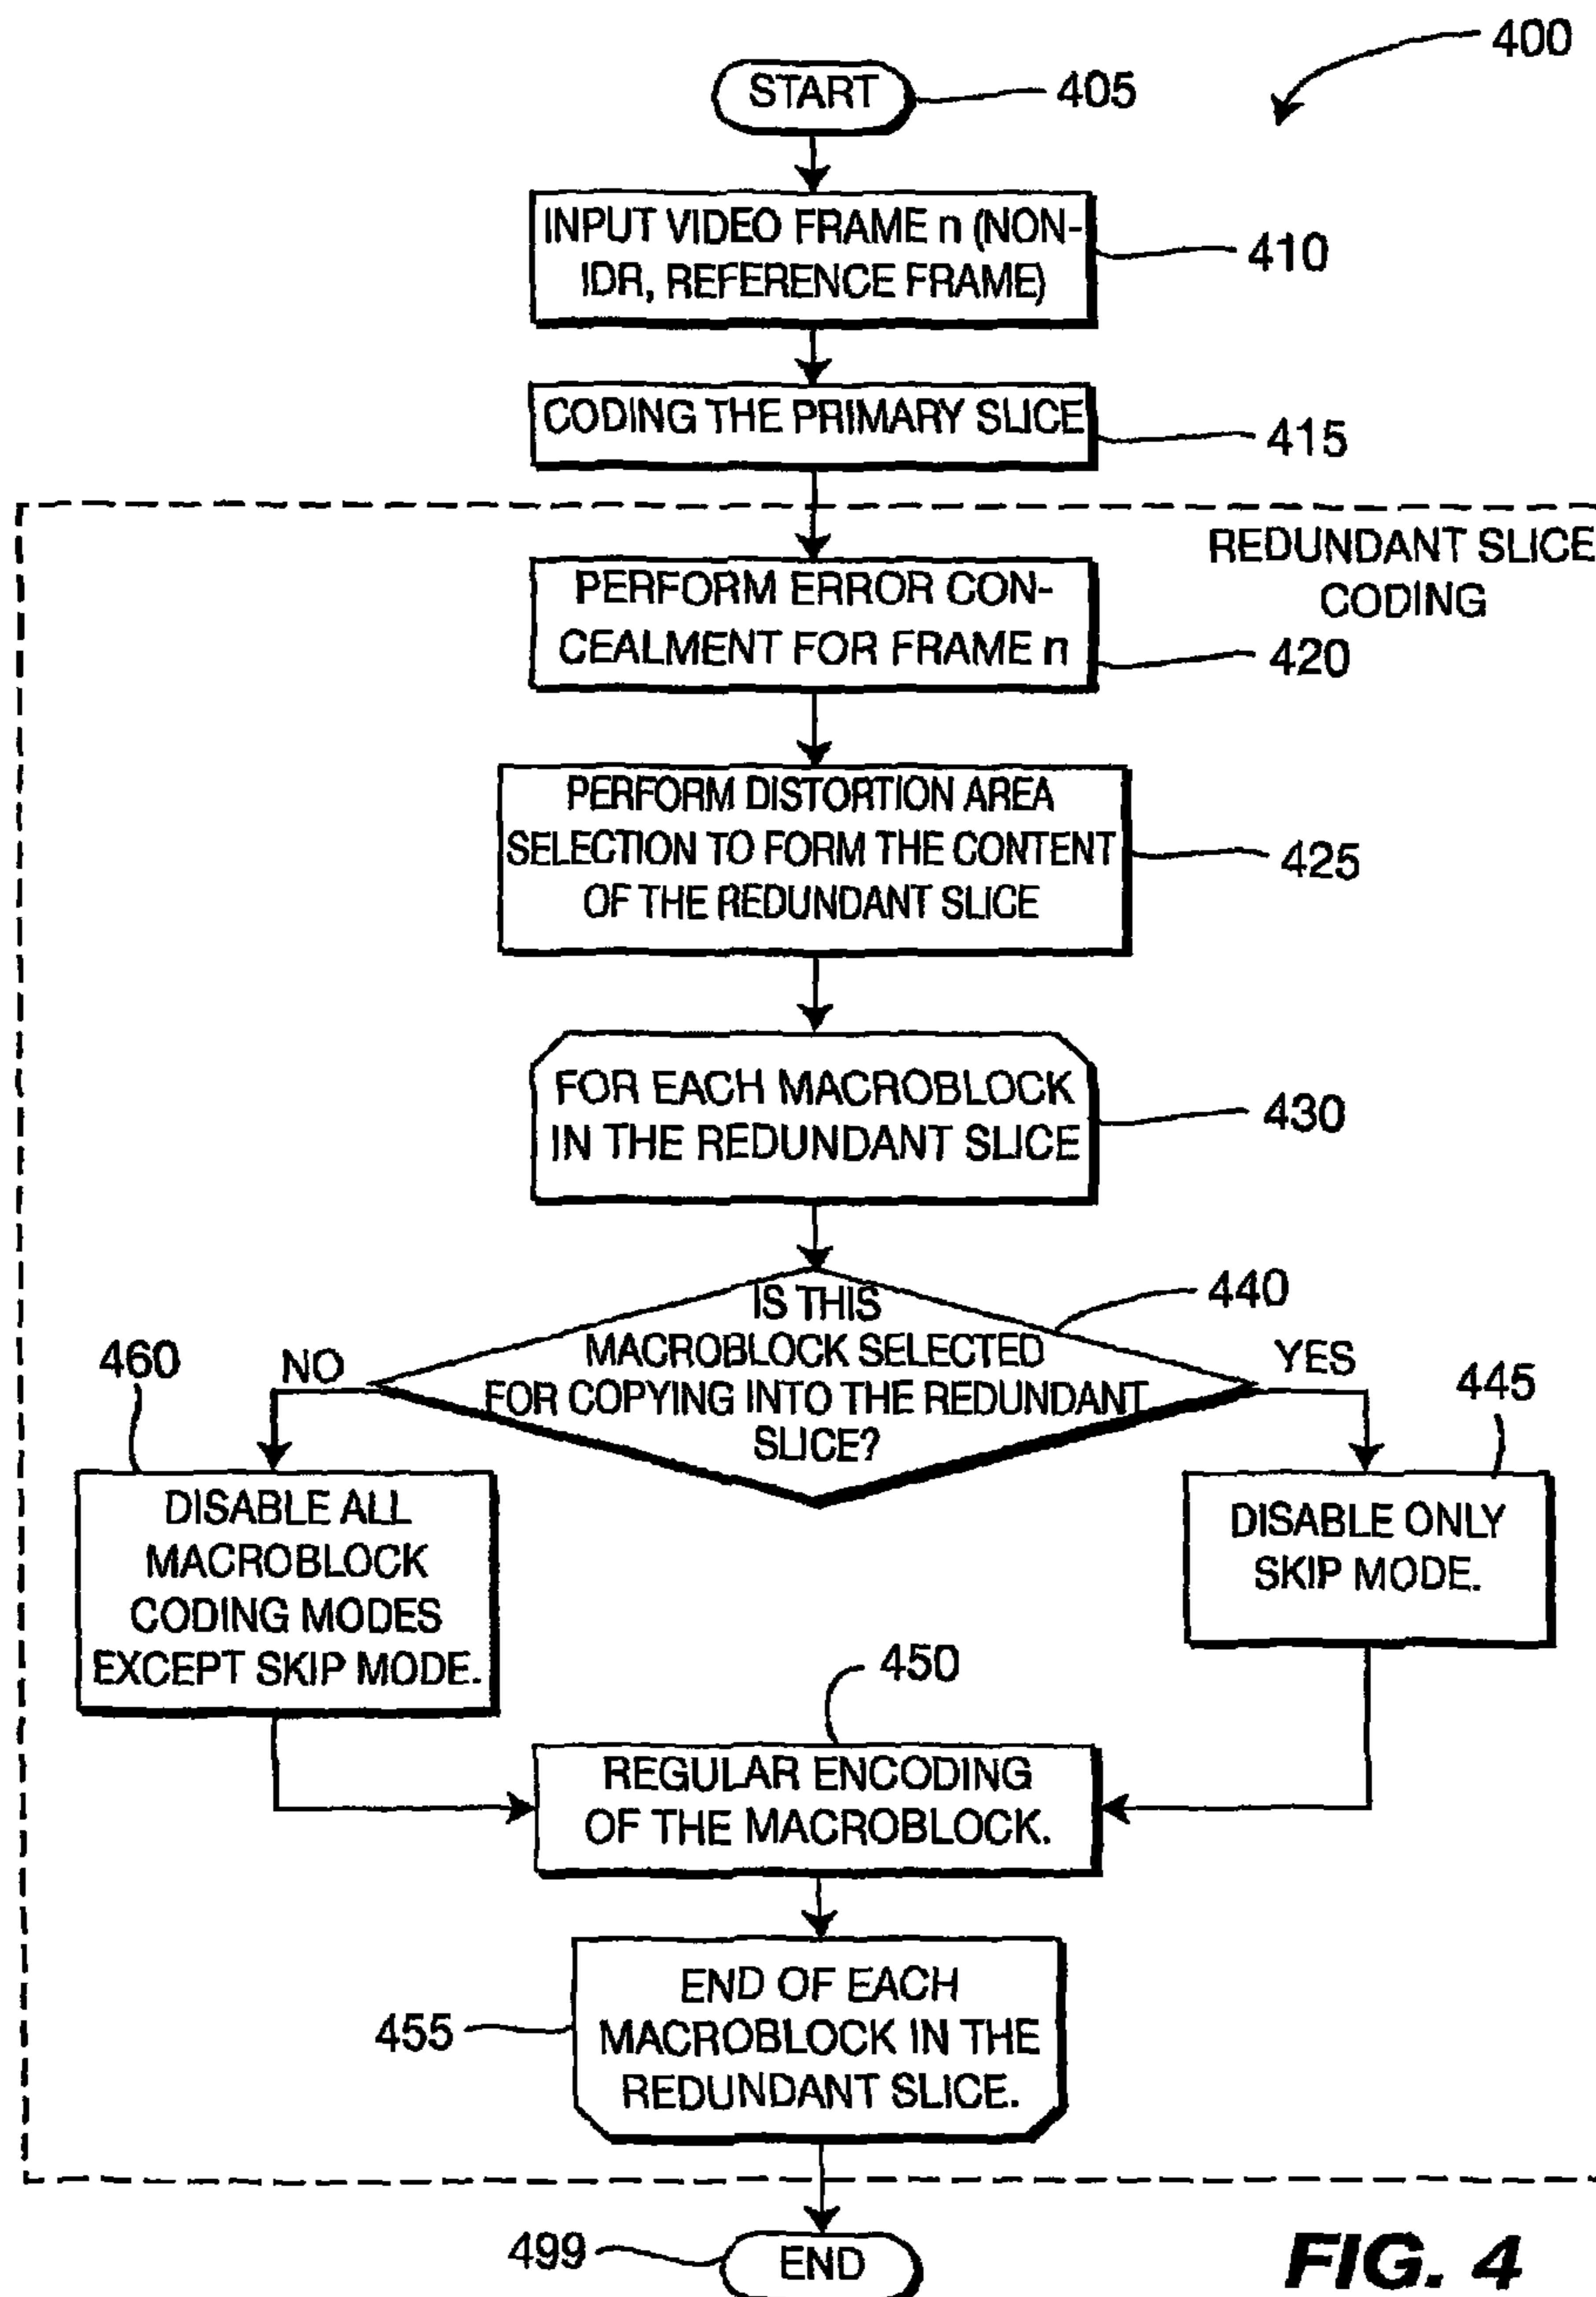 400
START
405
INPUT VIDEO FRAME n (NON-
IDR, REFERENCE FRAME)
410
CODING THE PRIMARY SLICE
415
REDUNDANT SLICE
CODING
PERFORM ERROR CON-
CEALMENT FOR FRAME n
420
PERFORM DISTORTION AREA
SELECTION TO FORM THE CONTENT
OF THE REDUNDANT SLICE
425
FOR EACH MACROBLOCK
IN THE REDUNDANT SLICE
430
IS THIS
MACROBLOCK SELECTED
FOR COPYING INTO THE REDUNDANT
SLICE?
440
NO
YES
460
DISABLE ALL
MACROBLOCK
CODING MODES
EXCEPT SKIP MODE.
445
DISABLE ONLY
SKIP MODE.
450
REGULAR ENCODING
OF THE MACROBLOCK.
455
END OF EACH
MACROBLOCK IN THE
REDUNDANT SLICE.
499
END
FIG. 4